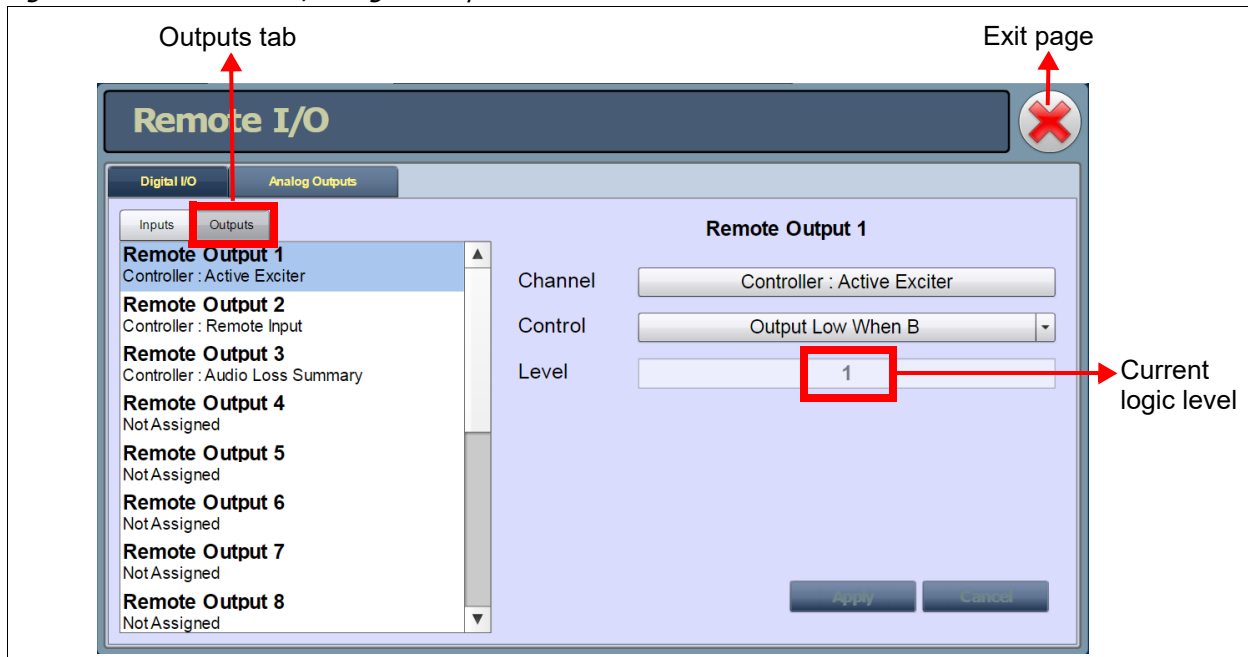 Outputs tab
Exit page
Remote I/O
Digital I/O
Analog Outputs
Inputs
Outputs
Remote Output 1
Controller : Active Exciter
Remote Output 2
Controller : Remote Input
Remote Output 3
Controller : Audio Loss Summary
Remote Output 4
Not Assigned
Remote Output 5
Not Assigned
Remote Output 6
Not Assigned
Remote Output 7
Not Assigned
Remote Output 8
Not Assigned
Remote Output 1
Channel
Controller : Active Exciter
Control
Output Low When B
Level
1
Current
logic level
Apply
Cancel